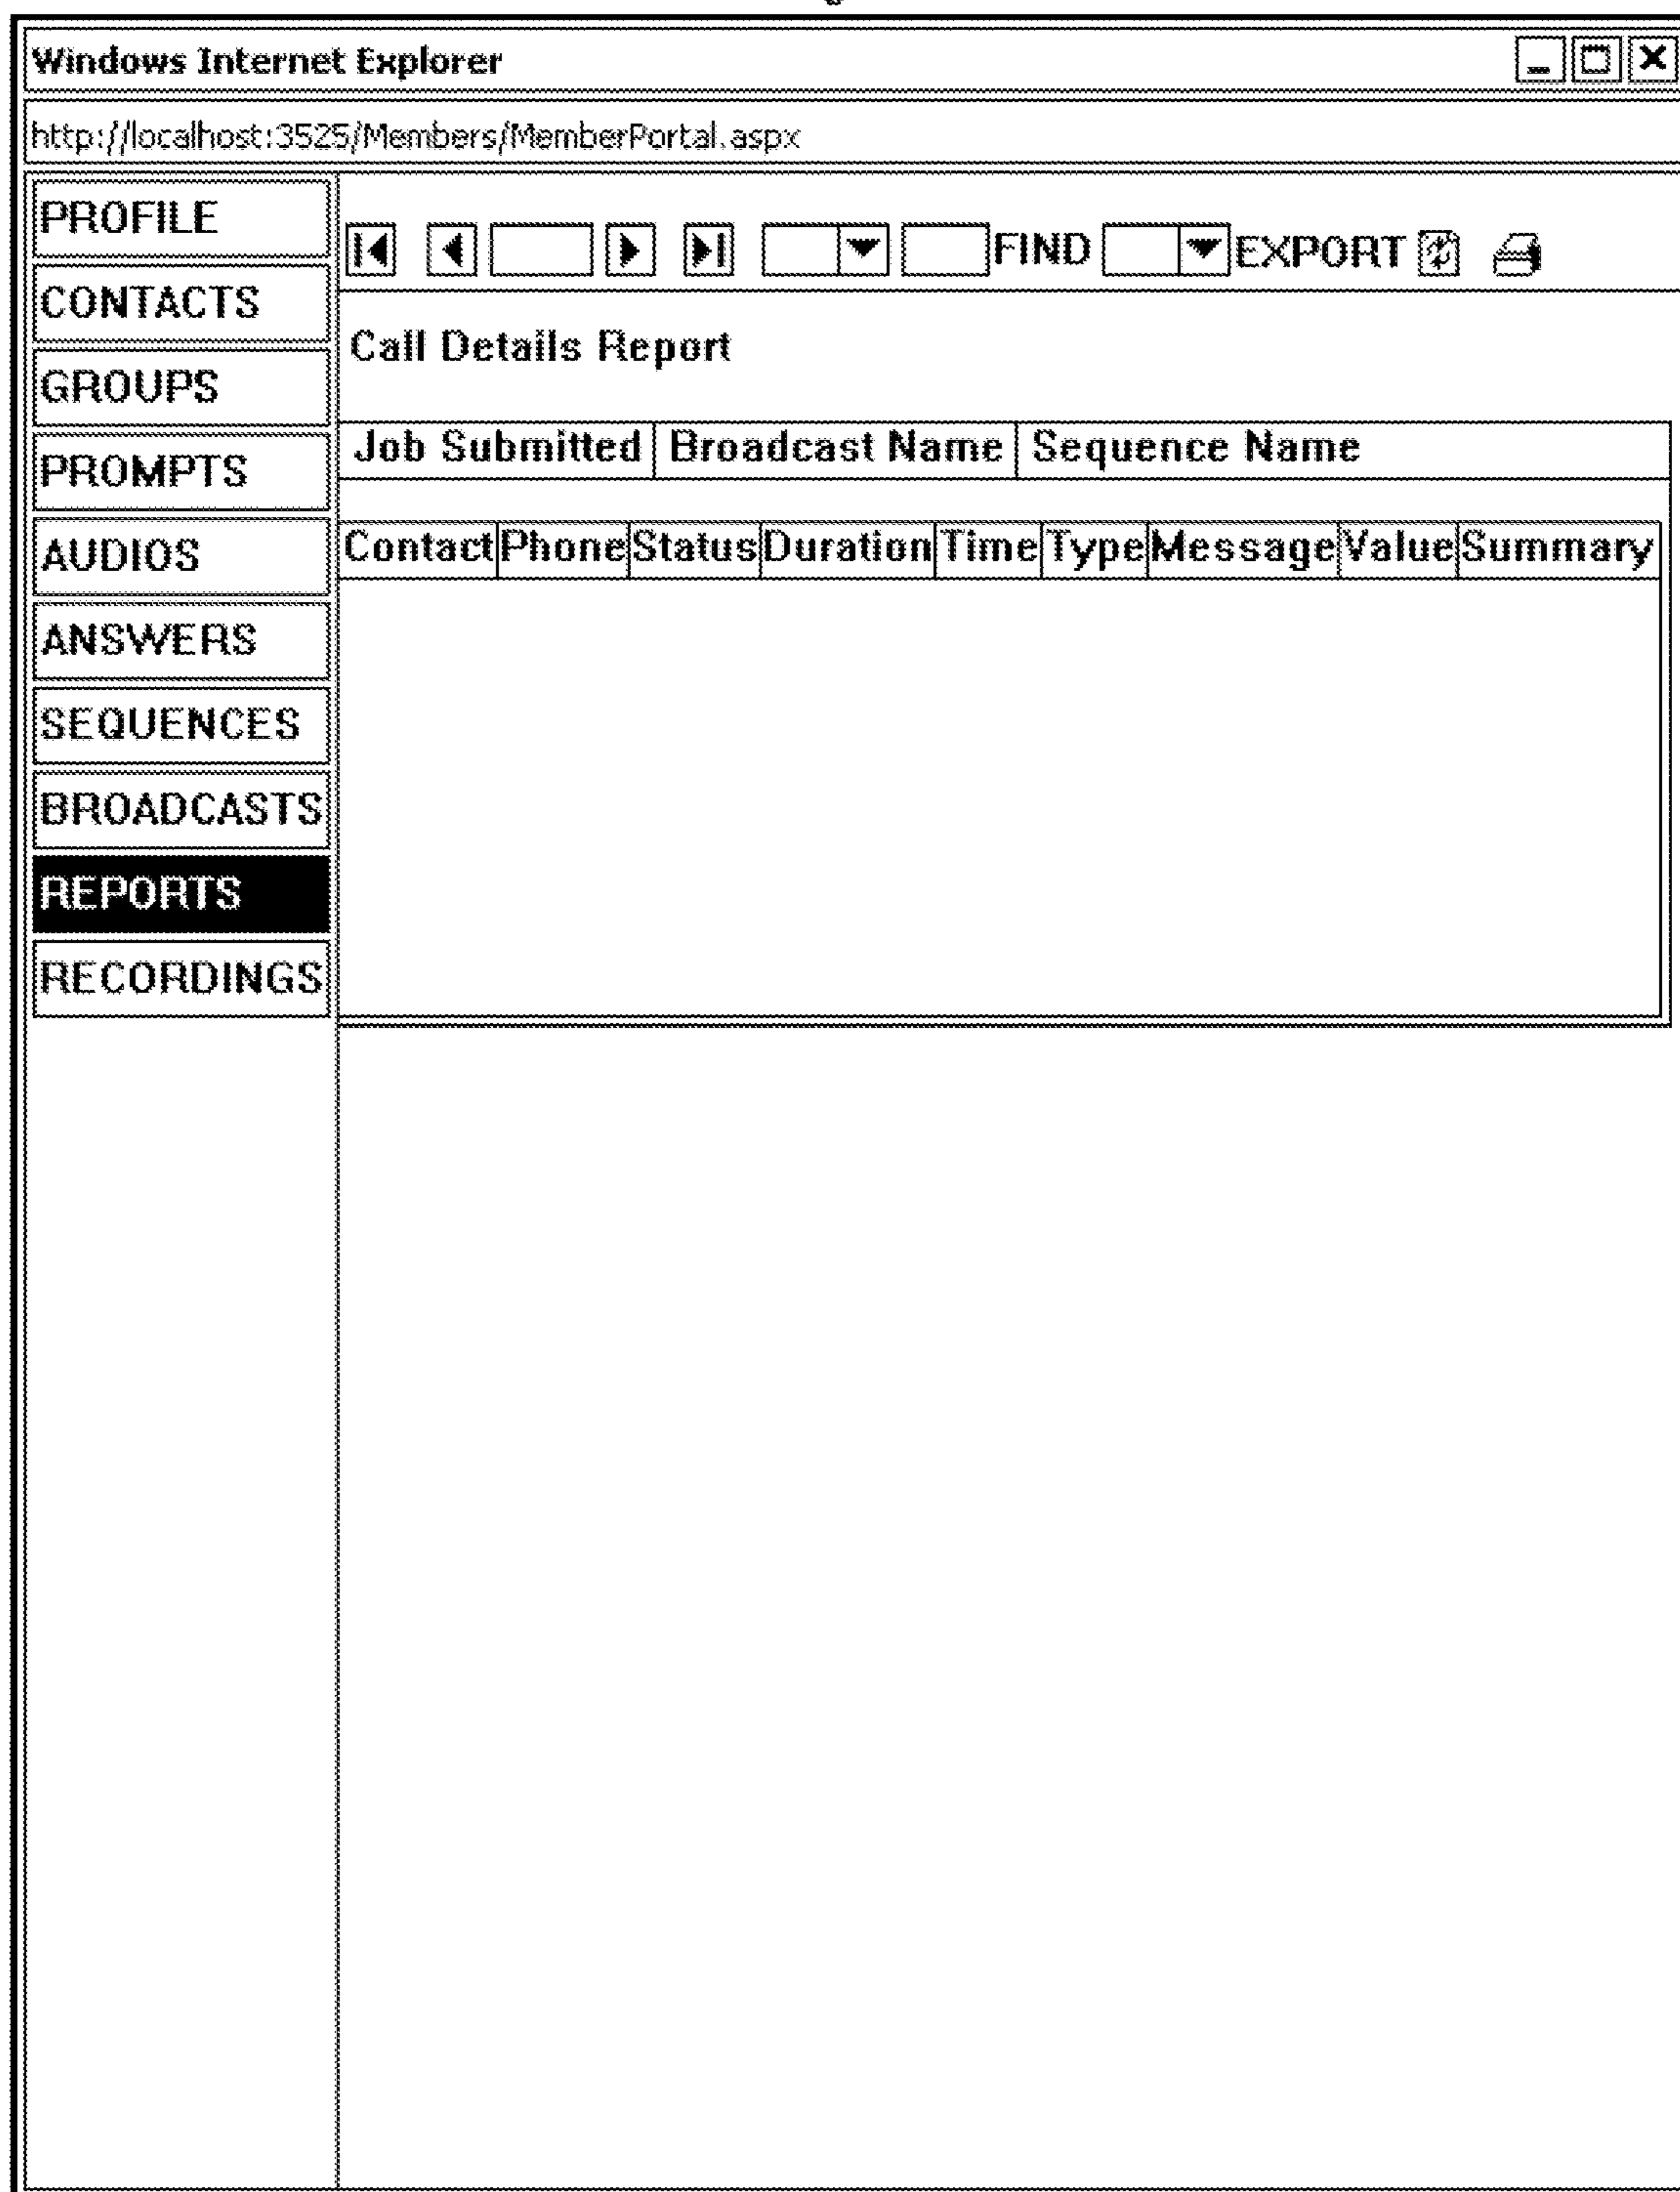 Windows Internet Explorer
http://localhost:3525/Members/MemberPortal.aspx
PROFILE
CONTACTS
GROUPS
PROMPTS
AUDIOS
ANSWERS
SEQUENCES
BROADCASTS
REPORTS
RECORDINGS
FIND EXPORT
Call Details Report
Job Submitted Broadcast Name Sequence Name
Contact Phone Status Duration Time Type Message Value Summary